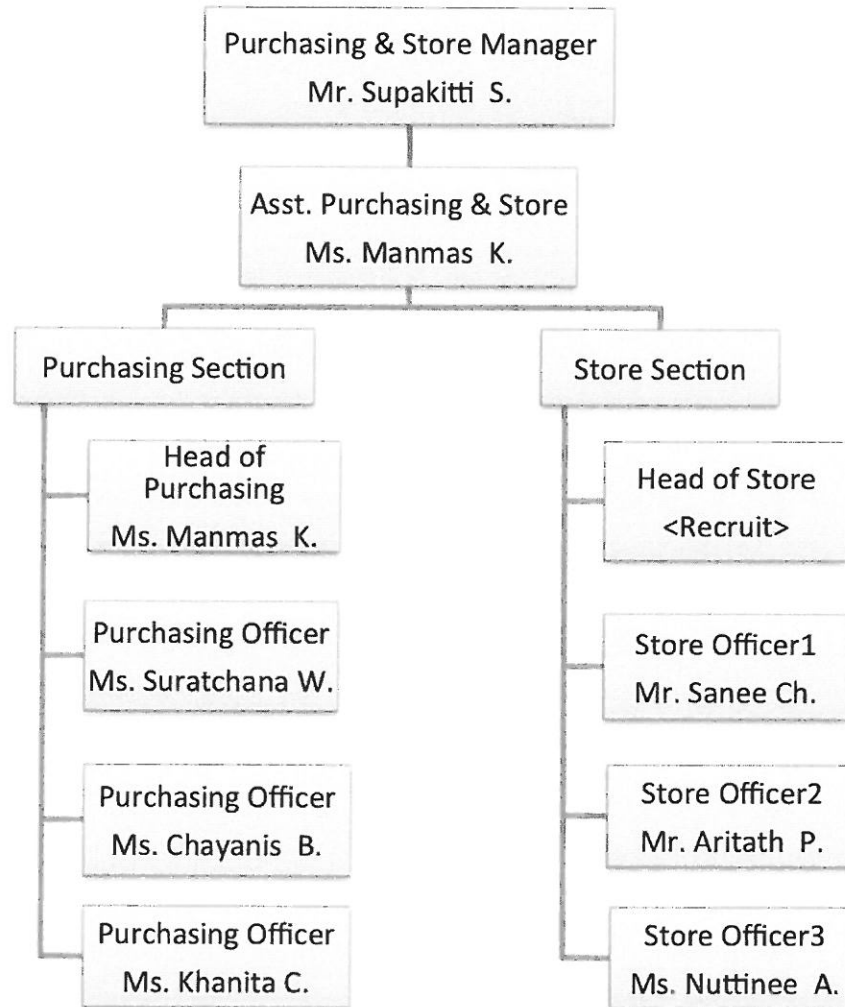 Purchasing & Store Manager
Mr. Supakitti S.
Asst. Purchasing & Store
Ms. Manmas K.
Purchasing Section
Head of
Purchasing
Ms. Manmas K.
Purchasing Officer
Ms. Suratchana W.
Purchasing Officer
Ms. Chayanis B.
Purchasing Officer
Ms. Khanita C.
Store Section
Head of Store
<Recruit>
Store Officer1
Mr. Sanee Ch.
Store Officer2
Mr. Aritath P.
Store Officer3
Ms. Nuttinee A.